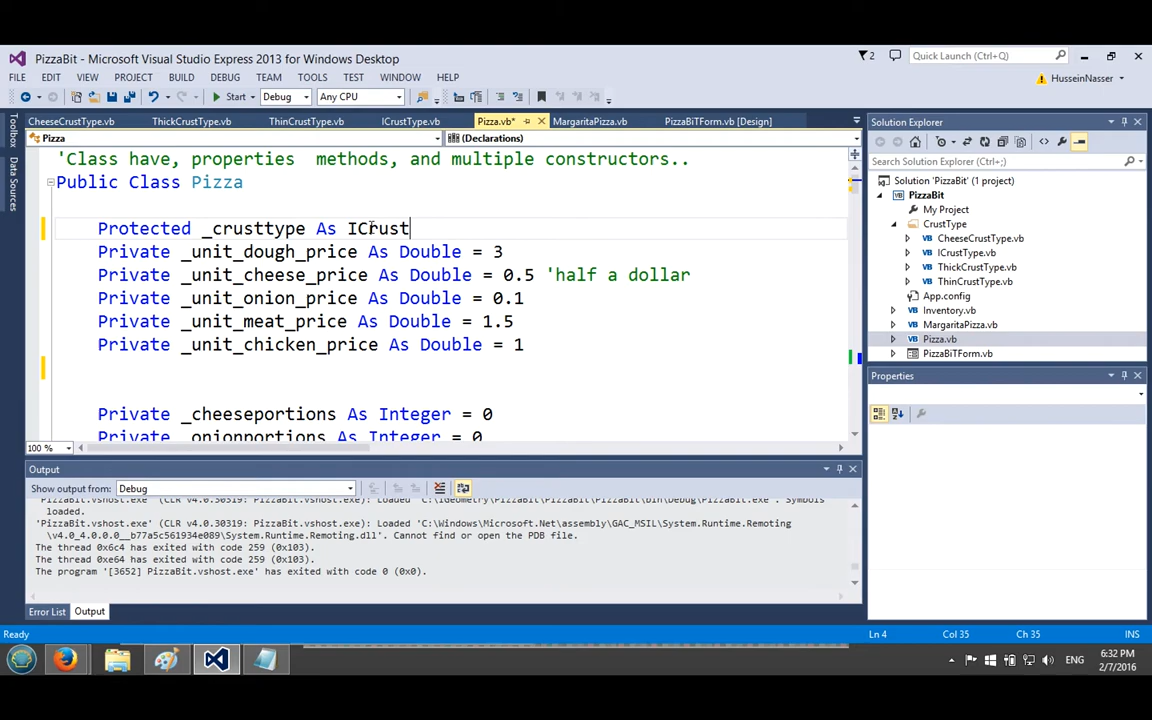 PizzaBit - Microsoft Visual Studio Express 2013 for Windows Desktop
2
Quick Launch (Ctrl+Q)
FILE EDIT VIEW PROJECT BUILD DEBUG TEAM TOOLS TEST WINDOW HELP
HusseinNasser
Start Debug Any CPU
Toolbox
Data Sources
CheeseCrustType.vb ThickCrustType.vb ThinCrustType.vb ICrustType.vb Pizza.vb* MargaritaPizza.vb PizzaBiTForm.vb [Design]
Pizza (Declarations)
'Class have, properties  methods, and multiple constructors..
Public Class Pizza
Protected _crusttype As ICrust
Private _unit_dough_price As Double = 3
Private _unit_cheese_price As Double = 0.5 'half a dollar
Private _unit_onion_price As Double = 0.1
Private _unit_meat_price As Double = 1.5
Private _unit_chicken_price As Double = 1
Private _cheeseportions As Integer = 0
Private _onionportions As Integer = 0
100 %
Solution Explorer
Search Solution Explorer (Ctrl+;)
Solution 'PizzaBit' (1 project)
PizzaBit
My Project
CrustType
CheeseCrustType.vb
ICrustType.vb
ThickCrustType.vb
ThinCrustType.vb
App.config
Inventory.vb
MargaritaPizza.vb
Pizza.vb
PizzaBiTForm.vb
Properties
Output
Show output from: Debug
'PizzaBit.vshost.exe' (CLR v4.0.30319: PizzaBit.vshost.exe): Loaded 'C:\IGeometry\PizzaBit\PizzaBit\PizzaBit\bin\Debug\PizzaBit.exe'. Symbols
loaded.
'PizzaBit.vshost.exe' (CLR v4.0.30319: PizzaBit.vshost.exe): Loaded 'C:\Windows\Microsoft.Net\assembly\GAC_MSIL\System.Runtime.Remoting
\v4.0_4.0.0.0__b77a5c561934e089\System.Runtime.Remoting.dll'. Cannot find or open the PDB file.
The thread 0x6c4 has exited with code 259 (0x103).
The thread 0xe64 has exited with code 259 (0x103).
The program '[3652] PizzaBit.vshost.exe' has exited with code 0 (0x0).
Error List Output
Ready Ln 4 Col 35 Ch 35 INS
ENG
6:32 PM
2/7/2016